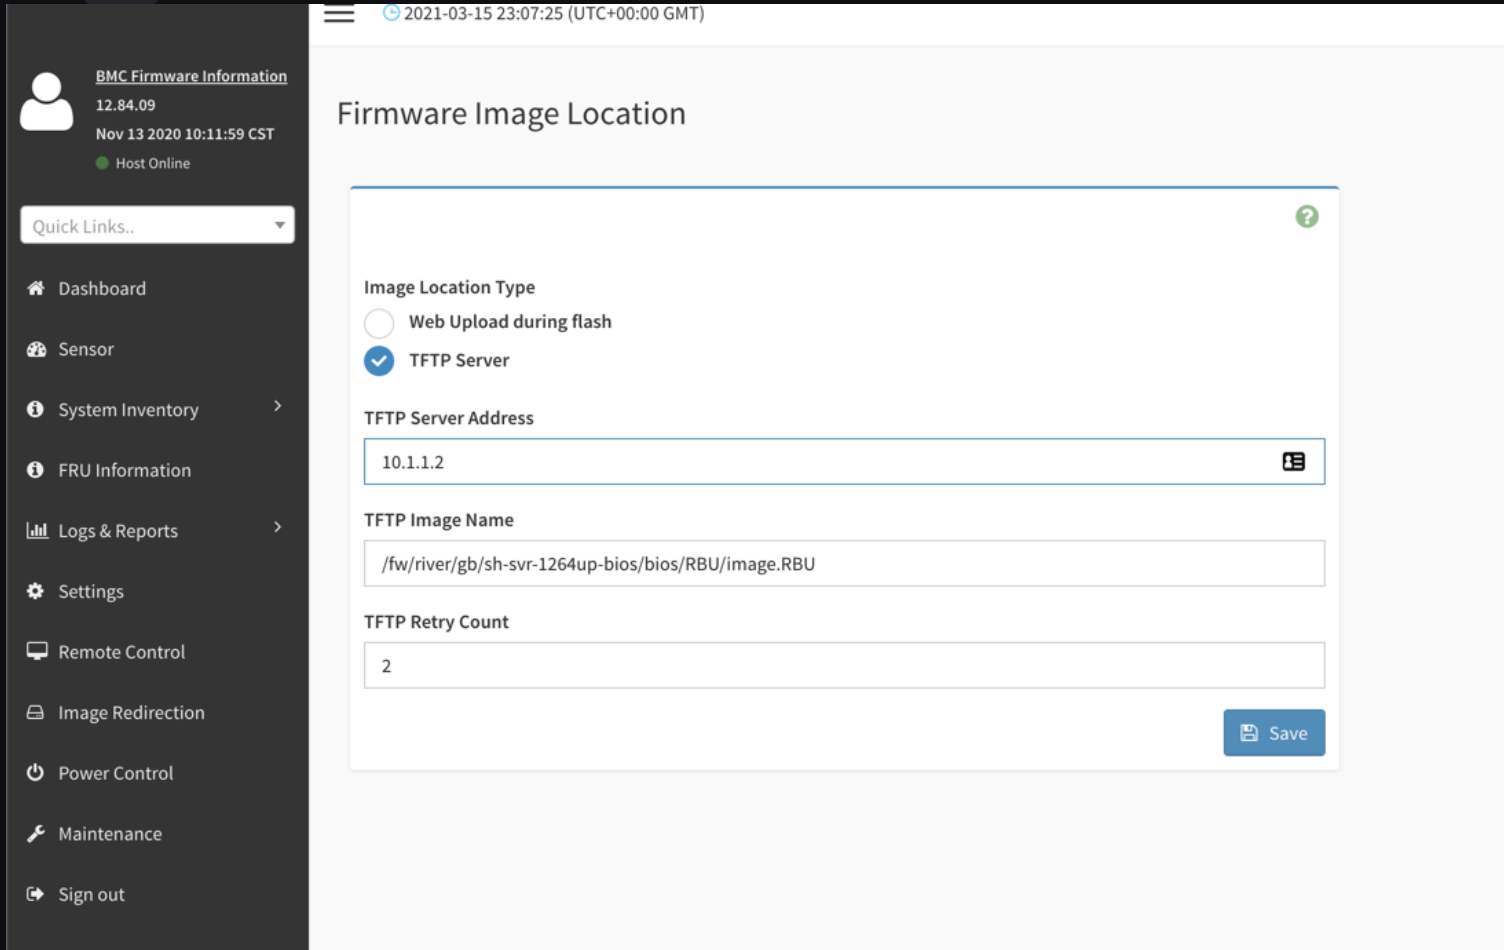 2021-03-15 23:07:25 (UTC+00:00 GMT)
BMC Firmware Information
12.84.09
Nov 13 2020 10:11:59 CST
Host Online
Quick Links..
Dashboard
Sensor
System Inventory
FRU Information
Logs & Reports
Settings
Remote Control
Image Redirection
Power Control
Maintenance
Sign out
Firmware Image Location
Image Location Type
Web Upload during flash
TFTP Server
TFTP Server Address
10.1.1.2
TFTP Image Name
/fw/river/gb/sh-svr-1264up-bios/bios/RBU/image.RBU
TFTP Retry Count
2
Save